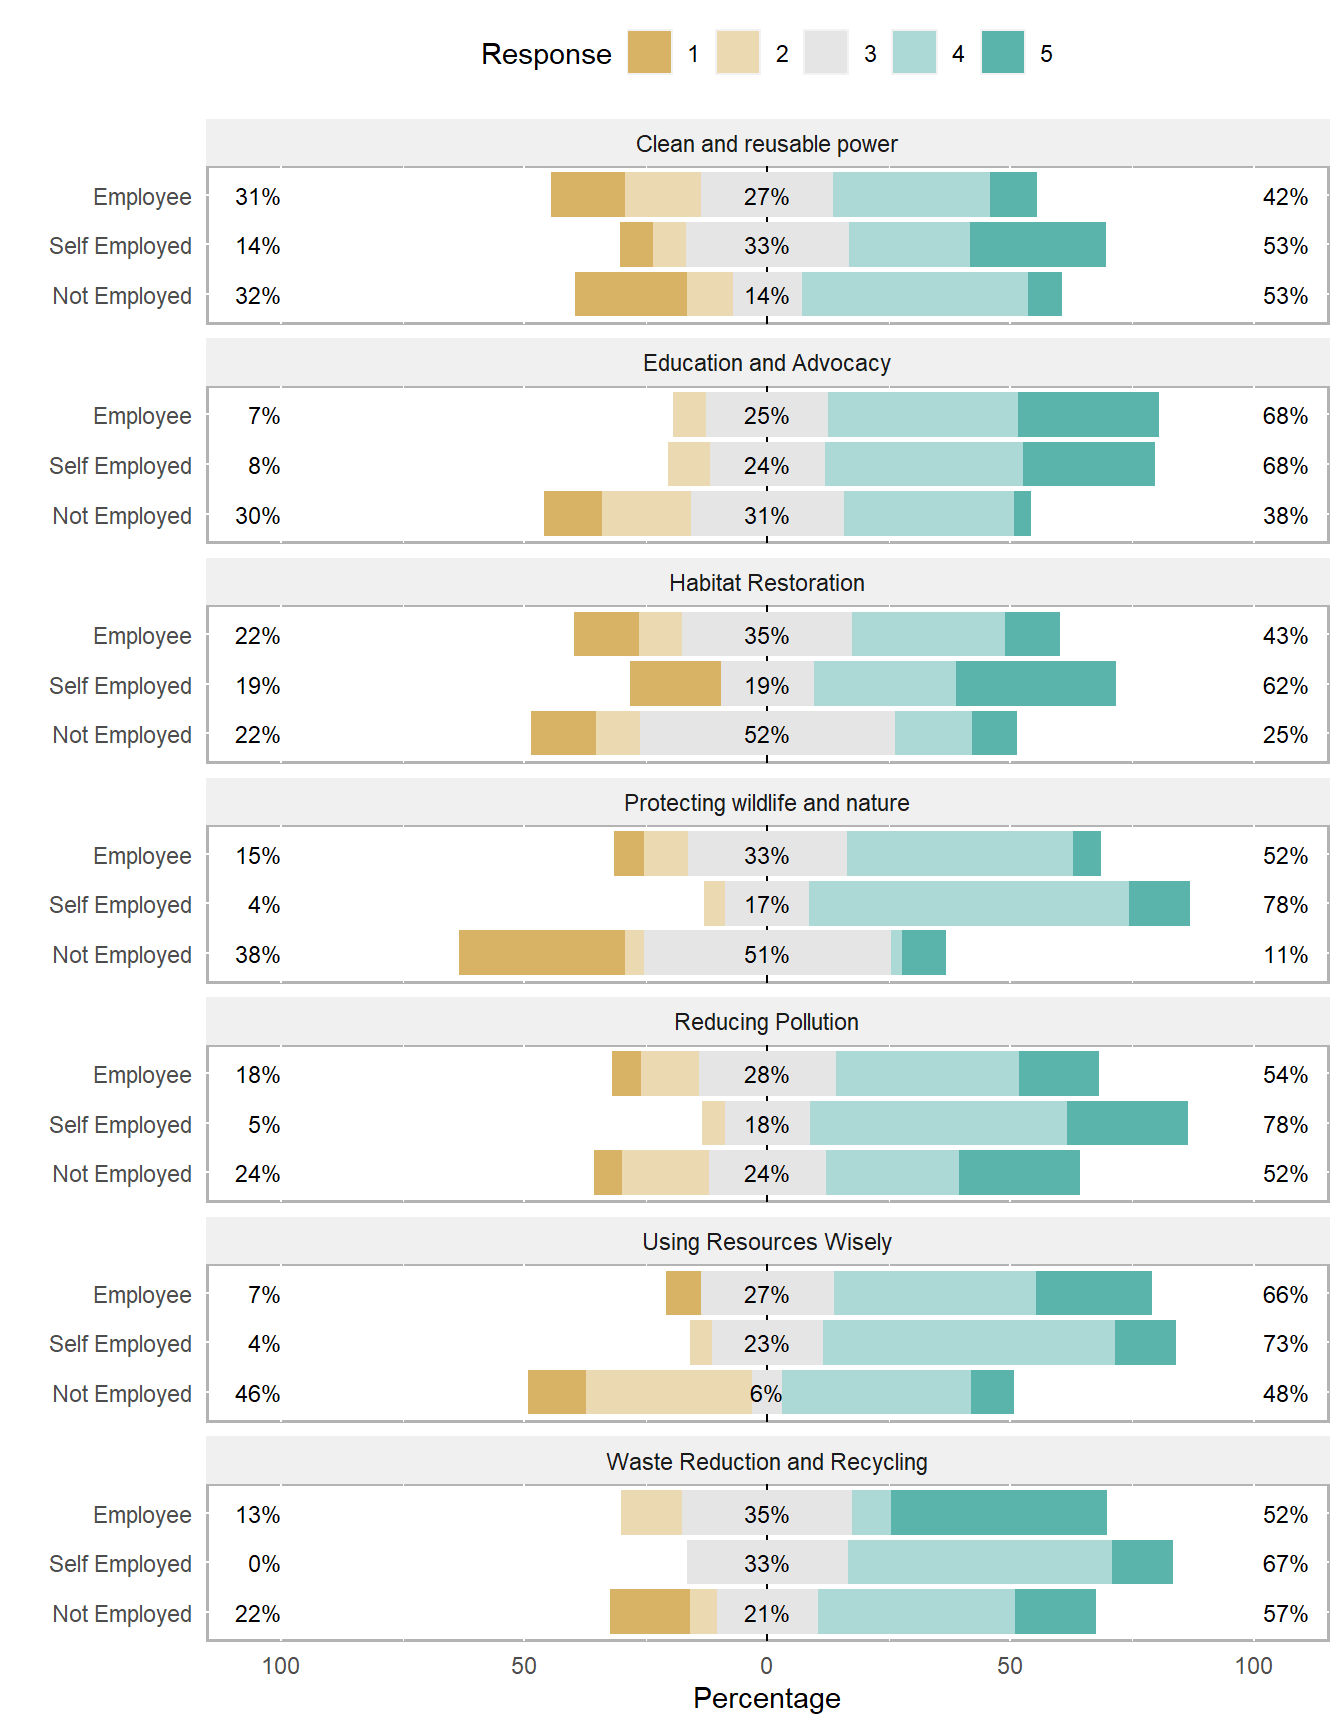 Response 1 2 3 4 5
Clean and reusable power
Employee 31% 27% 42%
Self Employed 14% 33% 53%
Not Employed 32% 14% 53%
Education and Advocacy
Employee 7% 25% 68%
Self Employed 8% 24% 68%
Not Employed 30% 31% 38%
Habitat Restoration
Employee 22% 35% 43%
Self Employed 19% 19% 62%
Not Employed 22% 52% 25%
Protecting wildlife and nature
Employee 15% 33% 52%
Self Employed 4% 17% 78%
Not Employed 38% 51% 11%
Reducing Pollution
Employee 18% 28% 54%
Self Employed 5% 18% 78%
Not Employed 24% 24% 52%
Using Resources Wisely
Employee 7% 27% 66%
Self Employed 4% 23% 73%
Not Employed 46% 6% 48%
Waste Reduction and Recycling
Employee 13% 35% 52%
Self Employed 0% 33% 67%
Not Employed 22% 21% 57%
100 50 0 50 100
Percentage